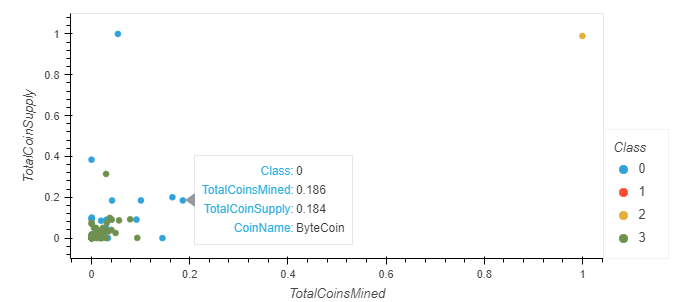 TotalCoinSupply
1
0.8
0.6
0.4
0.2
0
Class: 0
TotalCoinsMined: 0.186
TotalCoinSupply: 0.184
CoinName: ByteCoin
0
0.2
0.4
0.6
0.8
1
TotalCoinsMined
Class
0
1
2
3